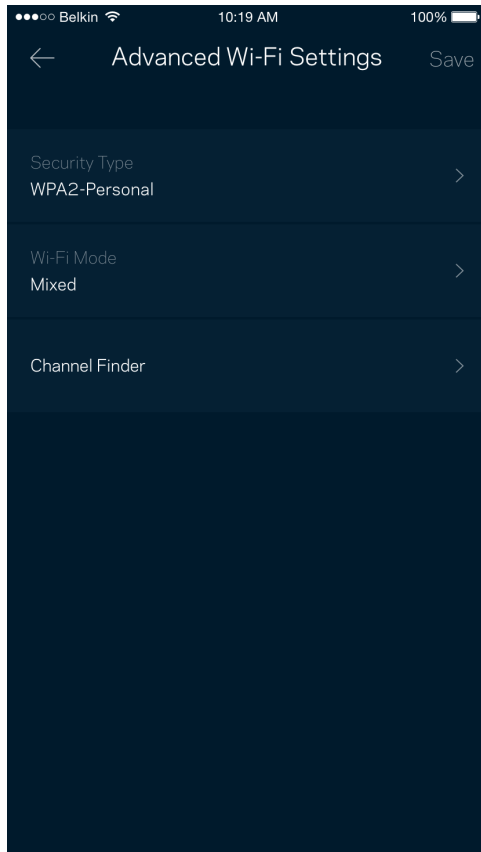 Belkin 10:19 AM 100%
Advanced Wi-Fi Settings Save
Security Type
WPA2-Personal
Wi-Fi Mode
Mixed
Channel Finder